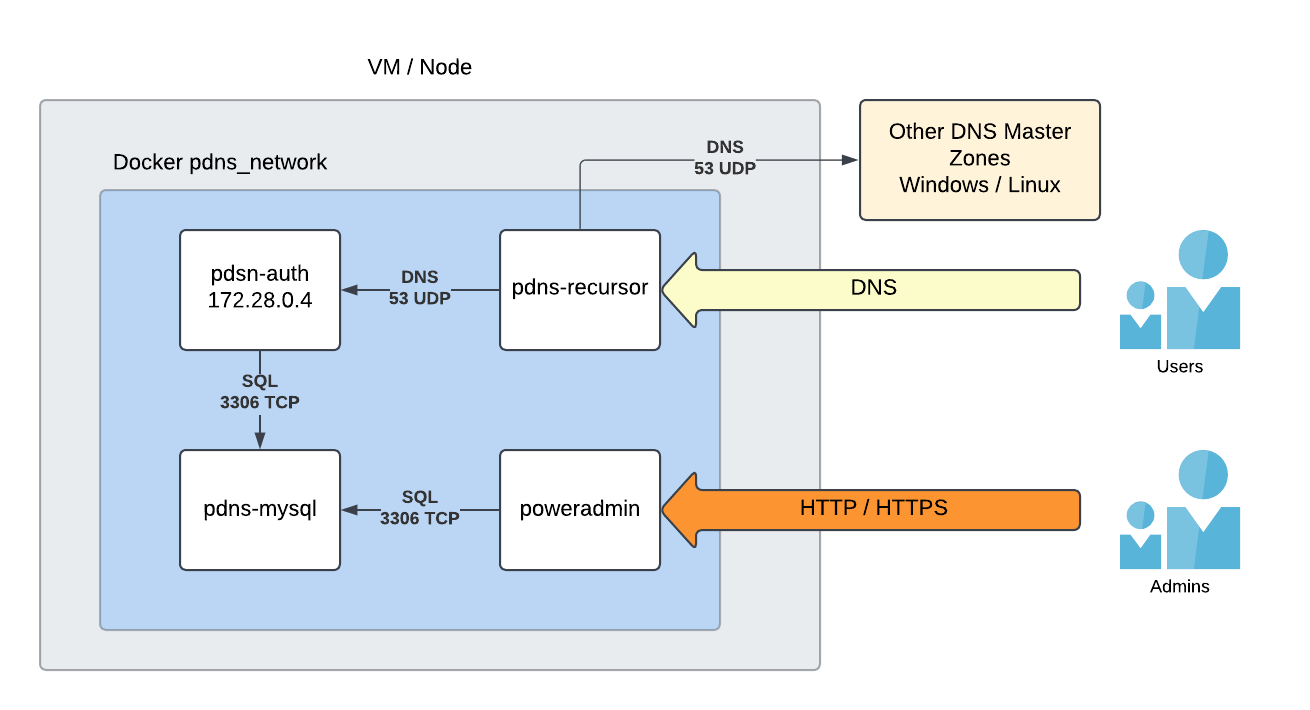 VM / Node
Docker pdns_network
DNS
53 UDP
Other DNS Master
Zones
Windows / Linux
pdsn-auth
172.28.0.4
DNS
53 UDP
pdns-recursor
DNS
Users
SQL
3306 TCP
pdns-mysql
SQL
3306 TCP
poweradmin
HTTP / HTTPS
Admins